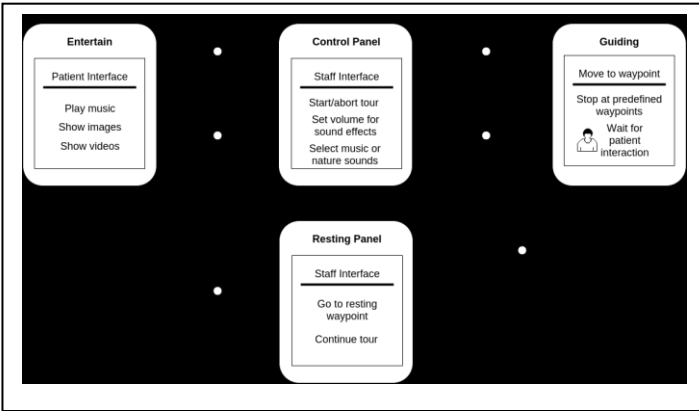 Entertain
Patient Interface
Play music
Show images
Show videos
Control Panel
Staff Interface
Start/abort tour
Set volume for
sound effects
Select music or
nature sounds
Guiding
Move to waypoint
Stop at predefined
waypoints
Wait for
patient
interaction
Resting Panel
Staff Interface
Go to resting
waypoint
Continue tour